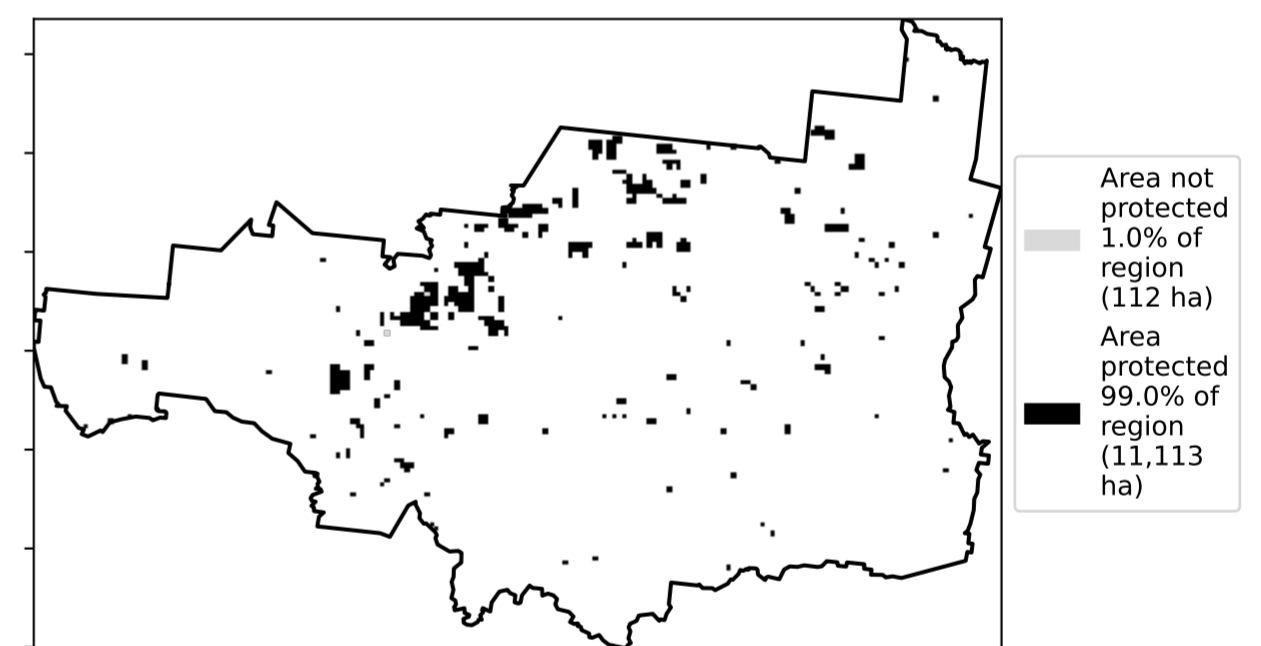 Area not
protected
1.0% of
region
(112 ha)
Area
protected
99.0% of
region
(11,113
ha)